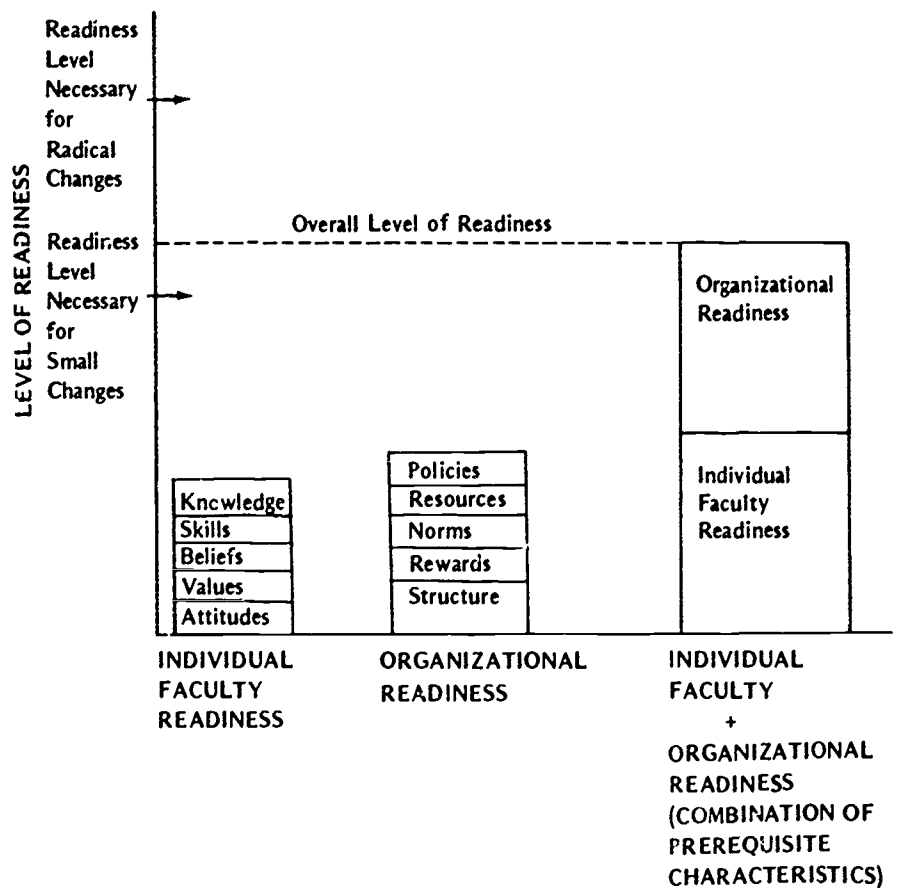 Readiness
Level
Necessary
for
Radical
Changes
LEVEL OF READINESS
Overall Level of Readiness
Readiness
Level
Necessary
for
Small
Changes
Organizational
Readiness
Individual
Faculty
Readiness
Knowledge
Skills
Beliefs
Values
Attitudes
Policies
Resources
Norms
Rewards
Structure
INDIVIDUAL
FACULTY
READINESS
ORGANIZATIONAL
READINESS
INDIVIDUAL
FACULTY
+
ORGANIZATIONAL
READINESS
(COMBINATION OF
PREREQUISITE
CHARACTERISTICS)